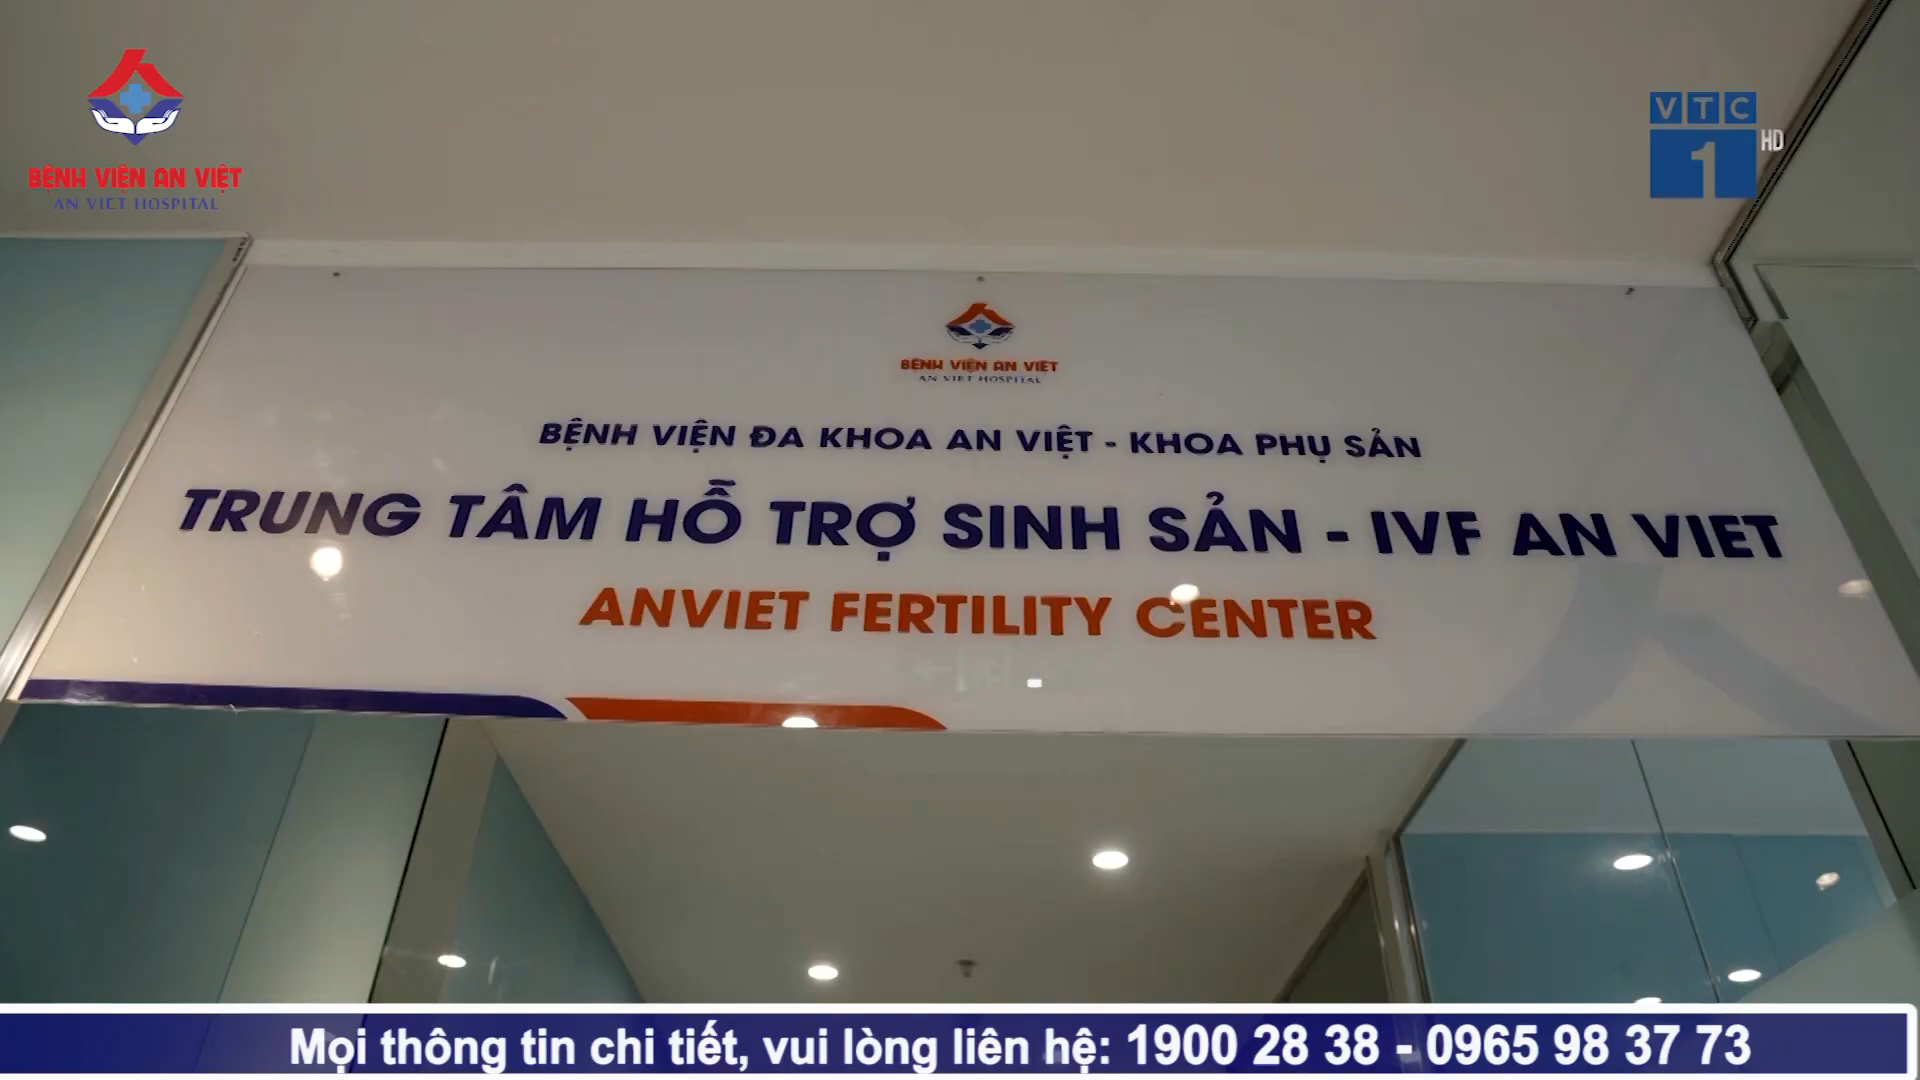 BỆNH VIỆN AN VIỆT
AN VIET HOSPITAL
VTC
1
HD
BỆNH VIỆN AN VIỆT
AN VIET HOSPITAL
BỆNH VIỆN ĐA KHOA AN VIỆT - KHOA PHỤ SẢN
TRUNG TÂM HỖ TRỢ SINH SẢN - IVF AN VIET
ANVIET FERTILITY CENTER
Mọi thông tin chi tiết, vui lòng liên hệ: 1900 28 38 - 0965 98 37 73